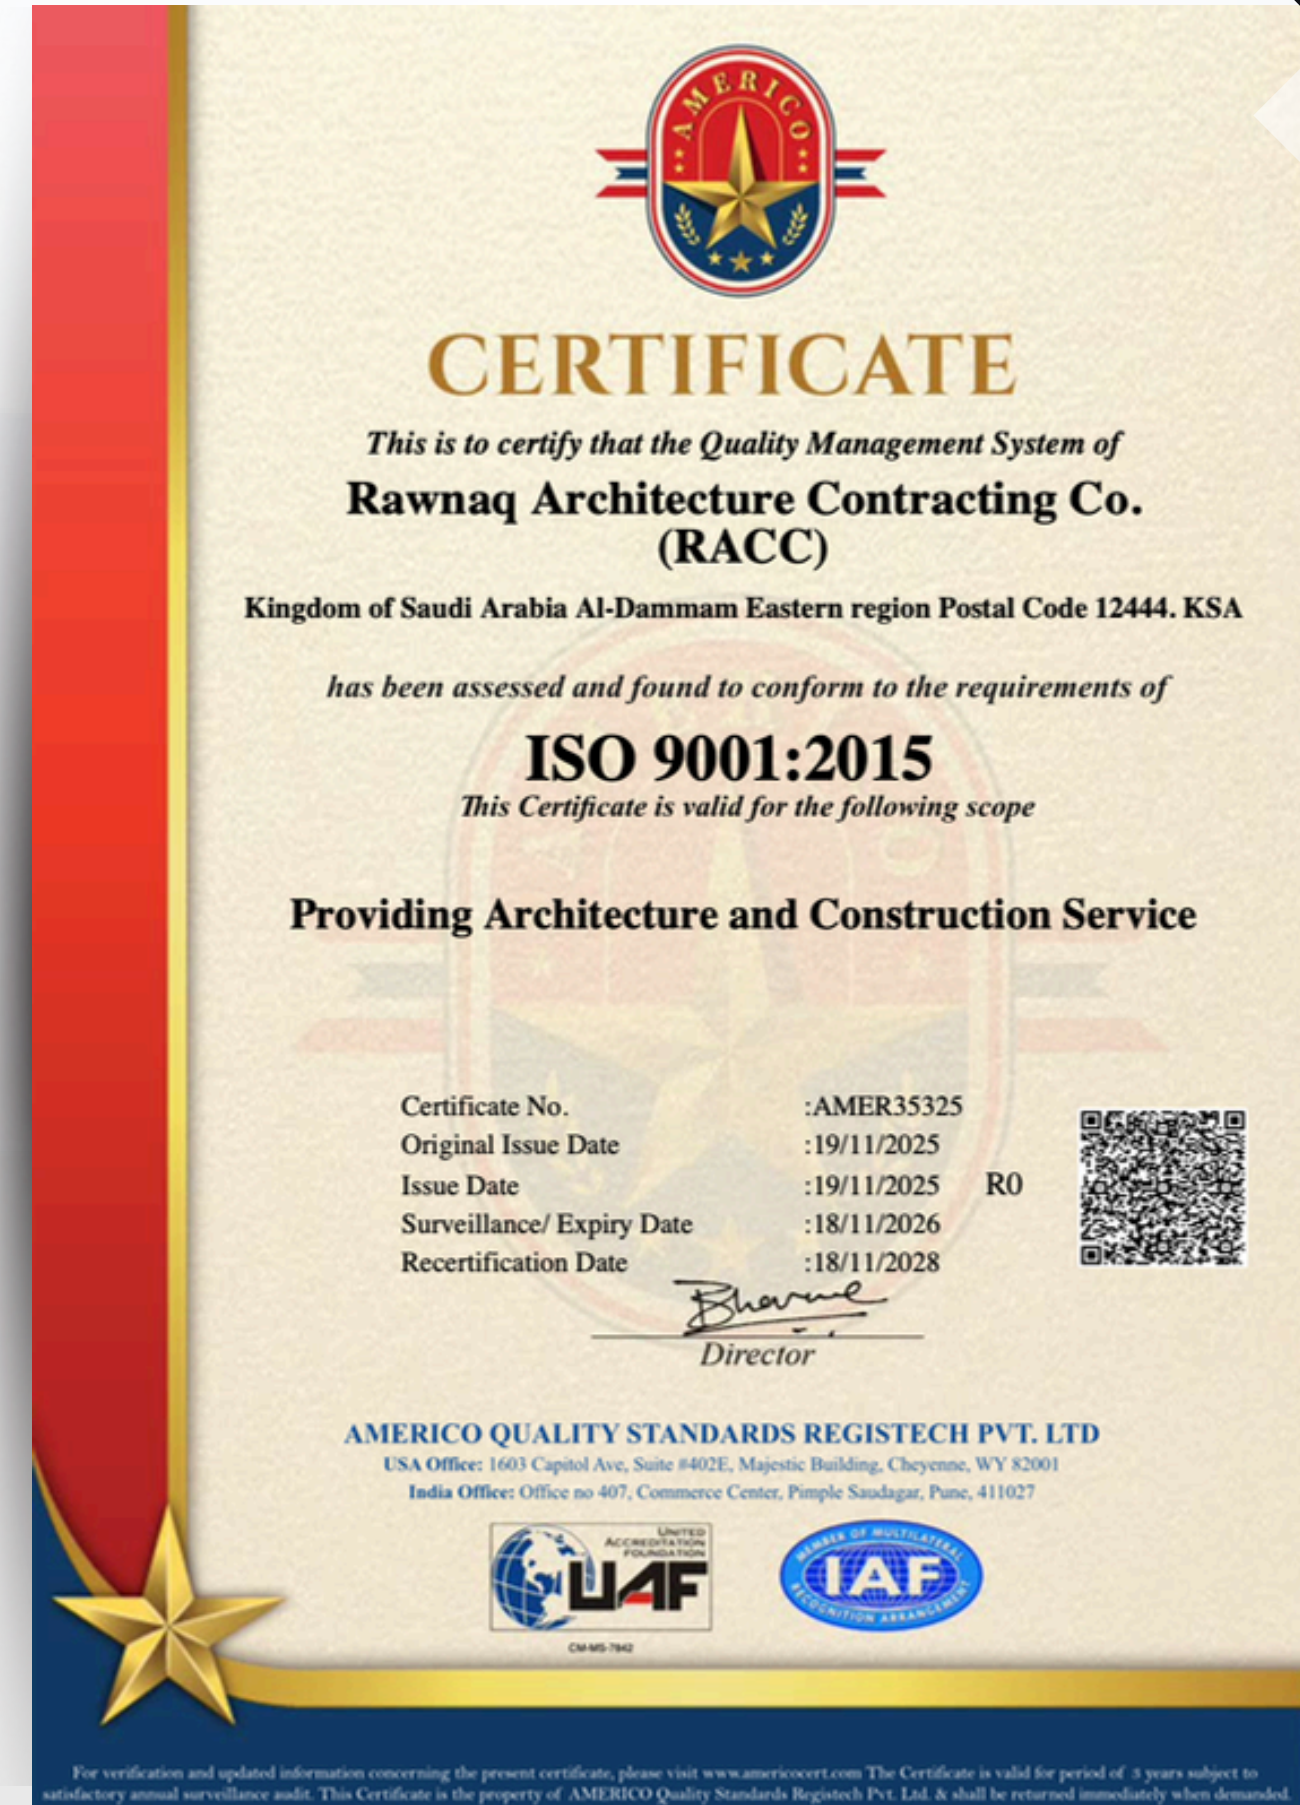 AMERICO
CERTIFICATE
This is to certify that the Quality Management System of
Rawnaq Architecture Contracting Co.
(RACC)
Kingdom of Saudi Arabia Al-Dammam Eastern region Postal Code 12444. KSA
has been assessed and found to conform to the requirements of
ISO 9001:2015
This Certificate is valid for the following scope
Providing Architecture and Construction Service
Certificate No. :AMER35325
Original Issue Date :19/11/2025
Issue Date :19/11/2025 R0
Surveillance/ Expiry Date :18/11/2026
Recertification Date :18/11/2028
Director
AMERICO QUALITY STANDARDS REGISTECH PVT. LTD
USA Office: 1603 Capitol Ave, Suite #402E, Majestic Building, Cheyenne, WY 82001
India Office: Office no 407, Commerce Center, Pimple Saudagar, Pune, 411027
UNITED
ACCREDITATION
FOUNDATION
UAF
CM-MS-7842
MEMBER OF MULTILATERAL
IAF
RECOGNITION ARRANGEMENT
For verification and updated information concerning the present certificate, please visit www.americocert.com The Certificate is valid for period of 3 years subject to
satisfactory annual surveillance audit. This Certificate is the property of AMERICO Quality Standards Registech Pvt. Ltd. & shall be returned immediately when demanded.